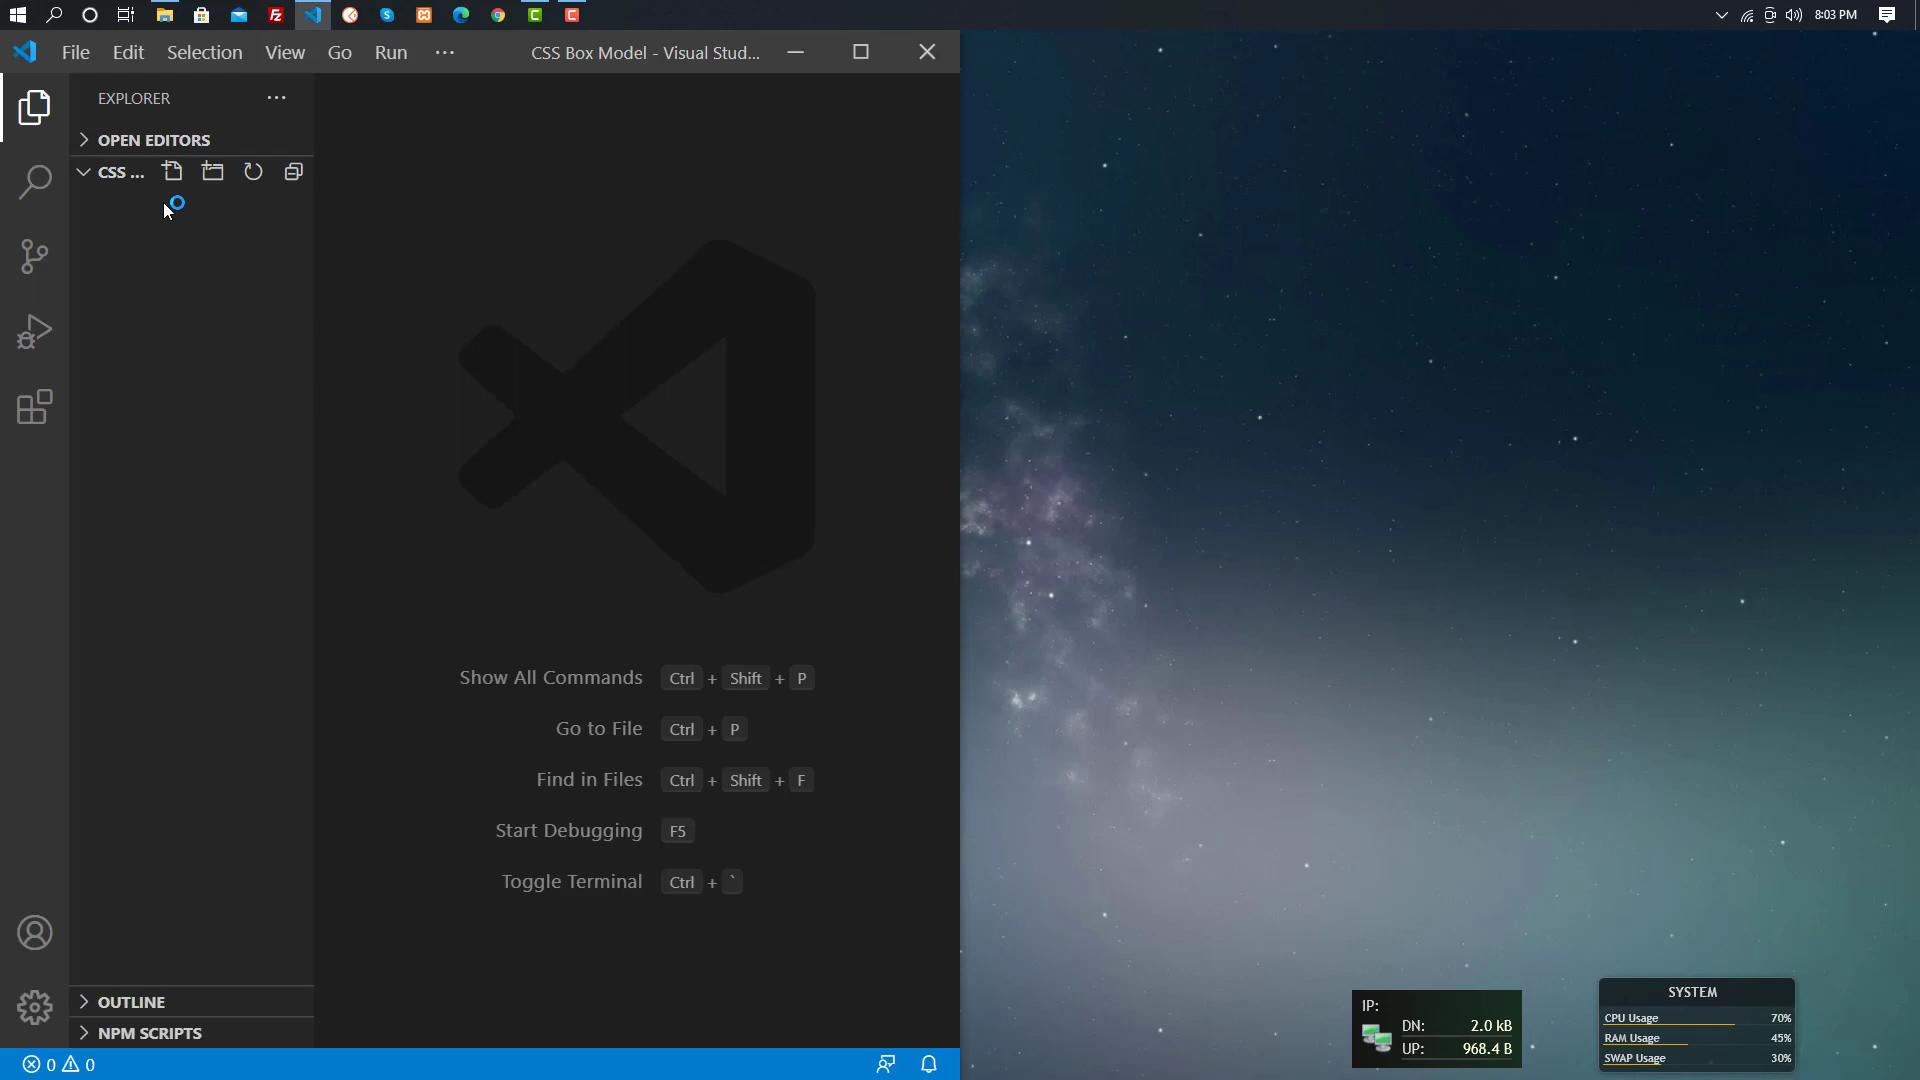 8:03 PM
File Edit Selection View Go Run ··· CSS Box Model - Visual Stud...
EXPLORER ···
OPEN EDITORS
CSS ...
Show All Commands Ctrl + Shift + P
Go to File Ctrl + P
Find in Files Ctrl + Shift + F
Start Debugging F5
Toggle Terminal Ctrl + `
OUTLINE
NPM SCRIPTS
0 0
IP:
DN: 2.0 kB
UP: 968.4 B
SYSTEM
CPU Usage 70%
RAM Usage 45%
SWAP Usage 30%